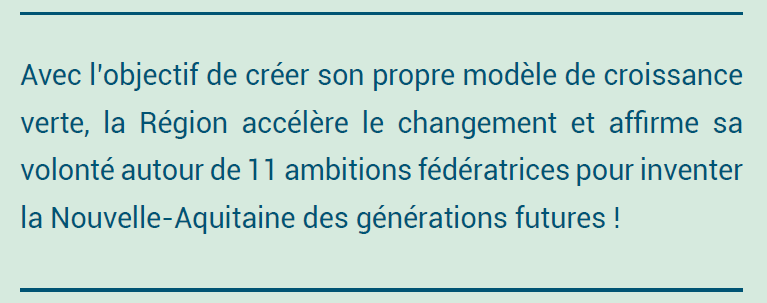 Avec l'objectif de créer son propre modèle de croissance
verte, la Région accélère le changement et affirme sa
volonté autour de 11 ambitions fédératrices pour inventer
la Nouvelle-Aquitaine des générations futures !